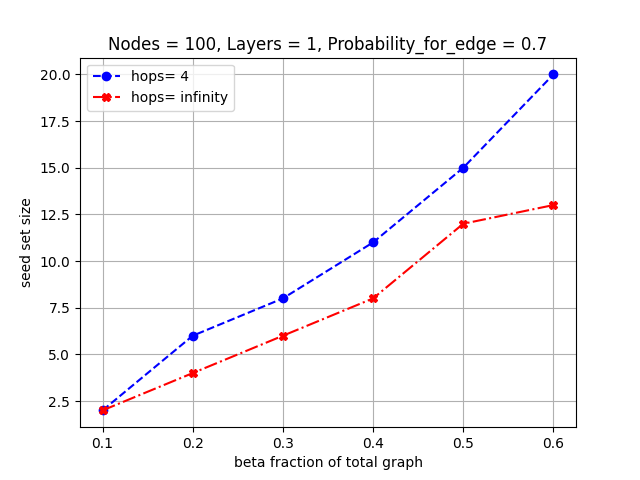 Nodes = 100, Layers = 1, Probability_for_edge = 0.7
hops= 4
hops= infinity
20.0
17.5
15.0
12.5
10.0
7.5
5.0
2.5
seed set size
0.1 0.2 0.3 0.4 0.5 0.6
beta fraction of total graph